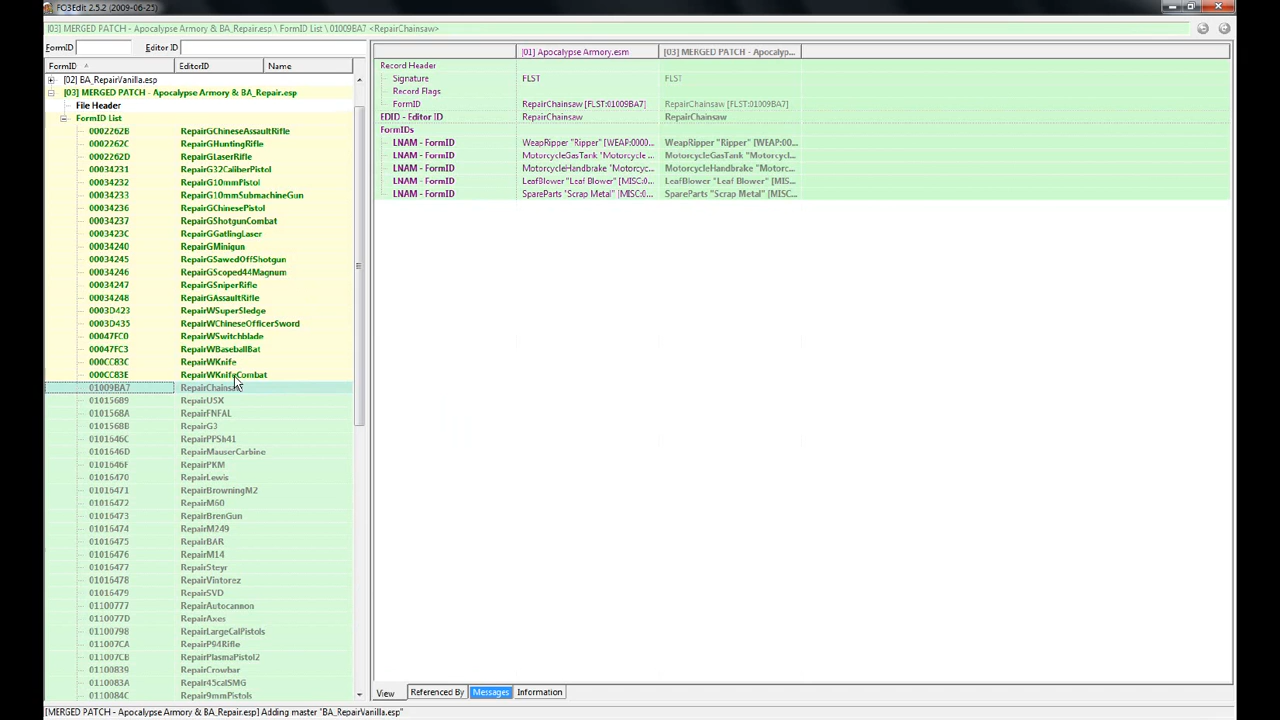 FO3Edit 2.5.2 (2009-06-25)
[03] MERGED PATCH - Apocalypse Armory & BA_Repair.esp \ FormID List \ 01009BA7 <RepairChainsaw>
FormID
Editor ID
FormID EditorID Name
[02] BA_RepairVanilla.esp
[03] MERGED PATCH - Apocalypse Armory & BA_Repair.esp
File Header
FormID List
0002262B RepairGChineseAssaultRifle
0002262C RepairGHuntingRifle
0002262D RepairGLaserRifle
00034231 RepairG32CaliberPistol
00034232 RepairG10mmPistol
00034233 RepairG10mmSubmachineGun
00034236 RepairGChinesePistol
00034237 RepairGShotgunCombat
0003423C RepairGGatlingLaser
00034240 RepairGMinigun
00034245 RepairGSawedOffShotgun
00034246 RepairGScoped44Magnum
00034247 RepairGSniperRifle
00034248 RepairGAssaultRifle
0003D423 RepairWSuperSledge
0003D435 RepairWChineseOfficerSword
00047FC0 RepairWSwitchblade
00047FC3 RepairWBaseballBat
000CC83C RepairWKnife
000CC83E RepairWKnifeCombat
01009BA7 RepairChainsaw
01015689 RepairUSX
0101568A RepairFNFAL
0101568B RepairG3
0101646C RepairPPSh41
0101646D RepairMauserCarbine
0101646F RepairPKM
01016470 RepairLewis
01016471 RepairBrowningM2
01016472 RepairM60
01016473 RepairBrenGun
01016474 RepairM249
01016475 RepairBAR
01016476 RepairM14
01016477 RepairSteyr
01016478 RepairVintorez
01016479 RepairSVD
01100777 RepairAutocannon
0110077D RepairAxes
01100798 RepairLargeCalPistols
011007CA RepairP94Rifle
011007CB RepairPlasmaPistol2
01100839 RepairCrowbar
0110083B Repair45calSMG
0110084C Repair9mmPistols
[01] Apocalypse Armory.esm [03] MERGED PATCH - Apocalyp...
Record Header
Signature FLST FLST
Record Flags
FormID RepairChainsaw [FLST:01009BA7] RepairChainsaw [FLST:01009BA7]
EDID - Editor ID RepairChainsaw RepairChainsaw
FormIDs
LNAM - FormID WeapRipper "Ripper" [WEAP:0000... WeapRipper "Ripper" [WEAP:000...
LNAM - FormID MotorcycleGasTank "Motorcycle ... MotorcycleGasTank "Motorcycl...
LNAM - FormID MotorcycleHandbrake "Motorcyc... MotorcycleHandbrake "Motorcy...
LNAM - FormID LeafBlower "Leaf Blower" [MISC:0... LeafBlower "Leaf Blower" [MISC...
LNAM - FormID SpareParts "Scrap Metal" [MISC:0... SpareParts "Scrap Metal" [MISC...
View Referenced By Messages Information
[MERGED PATCH - Apocalypse Armory & BA_Repair.esp] Adding master "BA_RepairVanilla.esp"